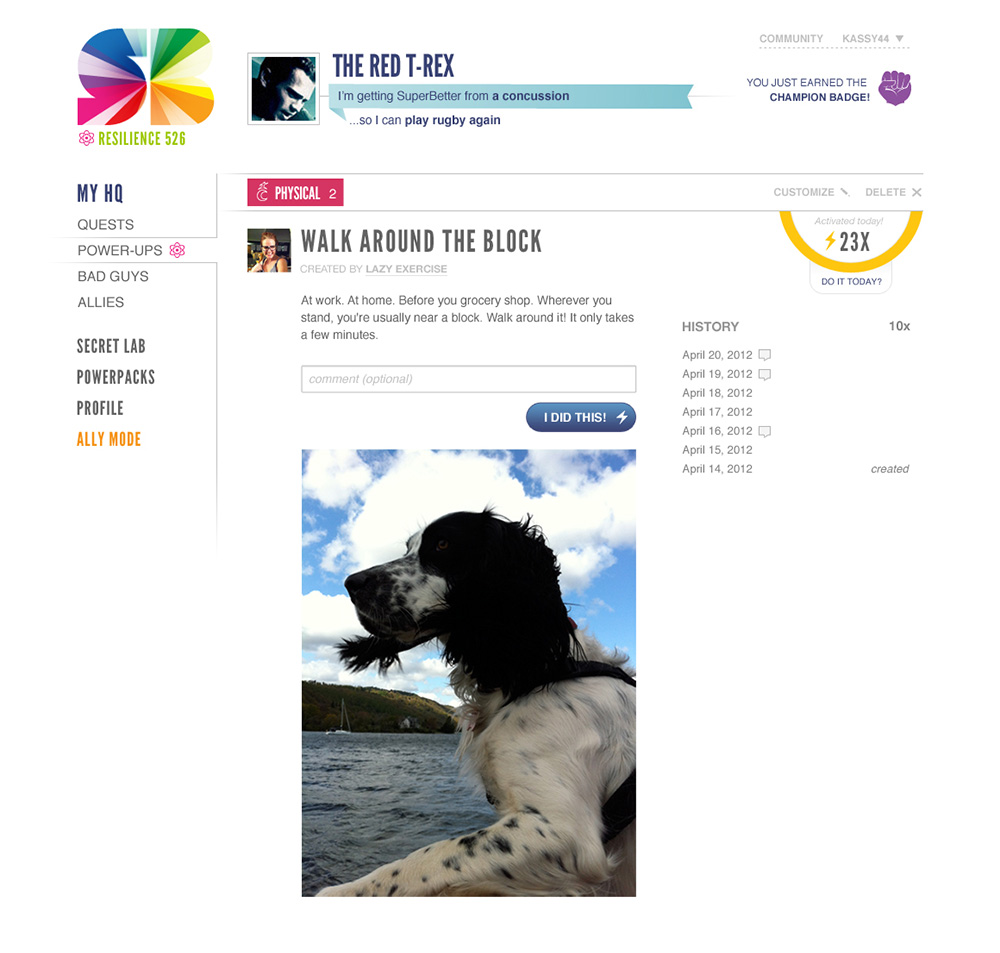 COMMUNITY KASSY44
THE RED T-REX
I'm getting SuperBetter from a concussion
...so I can play rugby again
YOU JUST EARNED THE
CHAMPION BADGE!
RESILIENCE 526
MY HQ
QUESTS
POWER-UPS
BAD GUYS
ALLIES
SECRET LAB
POWERPACKS
PROFILE
ALLY MODE
PHYSICAL 2
CUSTOMIZE DELETE
WALK AROUND THE BLOCK
CREATED BY LAZY EXERCISE
At work. At home. Before you grocery shop. Wherever you
stand, you're usually near a block. Walk around it! It only takes
a few minutes.
comment (optional)
I DID THIS!
Activated today!
23X
DO IT TODAY?
HISTORY 10x
April 20, 2012
April 19, 2012
April 18, 2012
April 17, 2012
April 16, 2012
April 15, 2012
April 14, 2012 created